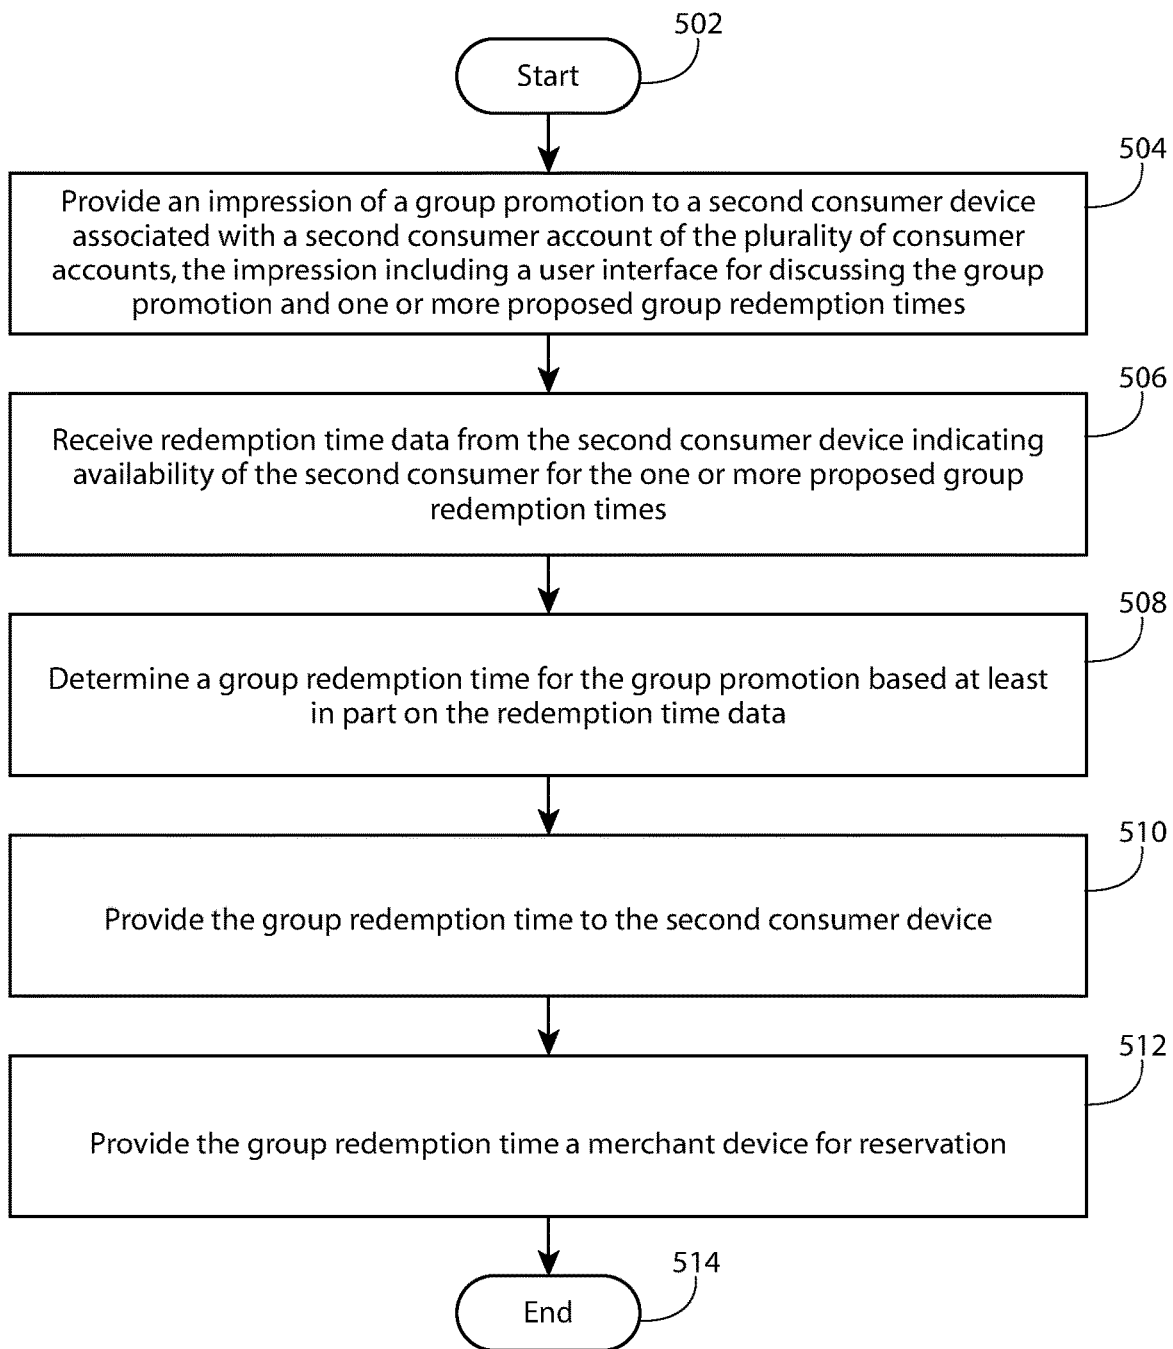 502
Start
504
Provide an impression of a group promotion to a second consumer device
associated with a second consumer account of the plurality of consumer
accounts, the impression including a user interface for discussing the group
promotion and one or more proposed group redemption times
506
Receive redemption time data from the second consumer device indicating
availability of the second consumer for the one or more proposed group
redemption times
508
Determine a group redemption time for the group promotion based at least
in part on the redemption time data
510
Provide the group redemption time to the second consumer device
512
Provide the group redemption time a merchant device for reservation
514
End